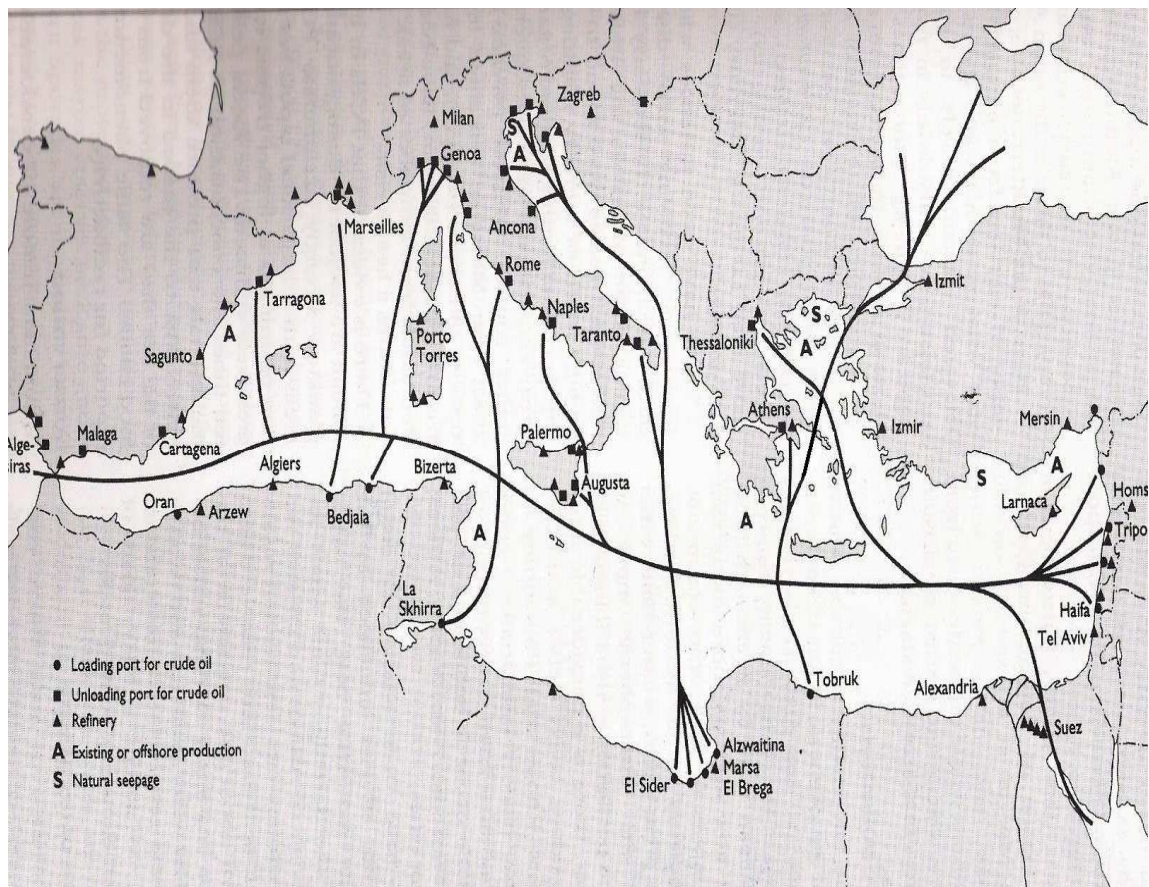 Zagreb
Milan
S
Genoa
A
Marseilles
Ancona
Rome
Izmit
Tarragona
Naples
S
A
Porto
Torres
Taranto
Thessaloniki
A
Sagunto
Athens
Izmir
Mersin
Malaga
Cartagena
Palermo
Alge-
siras
Algiers
Bizerta
Augusta
S
A
Larnaca
Homs
Oran
Arzew
Bedjaia
A
A
Tripo
La
Skhirra
Haifa
Tel Aviv
Loading port for crude oil
Unloading port for crude oil
Refinery
A Existing or offshore production
S Natural seepage
Tobruk
Alexandria
Suez
Alzwaitina
Marsa
El Brega
El Sider